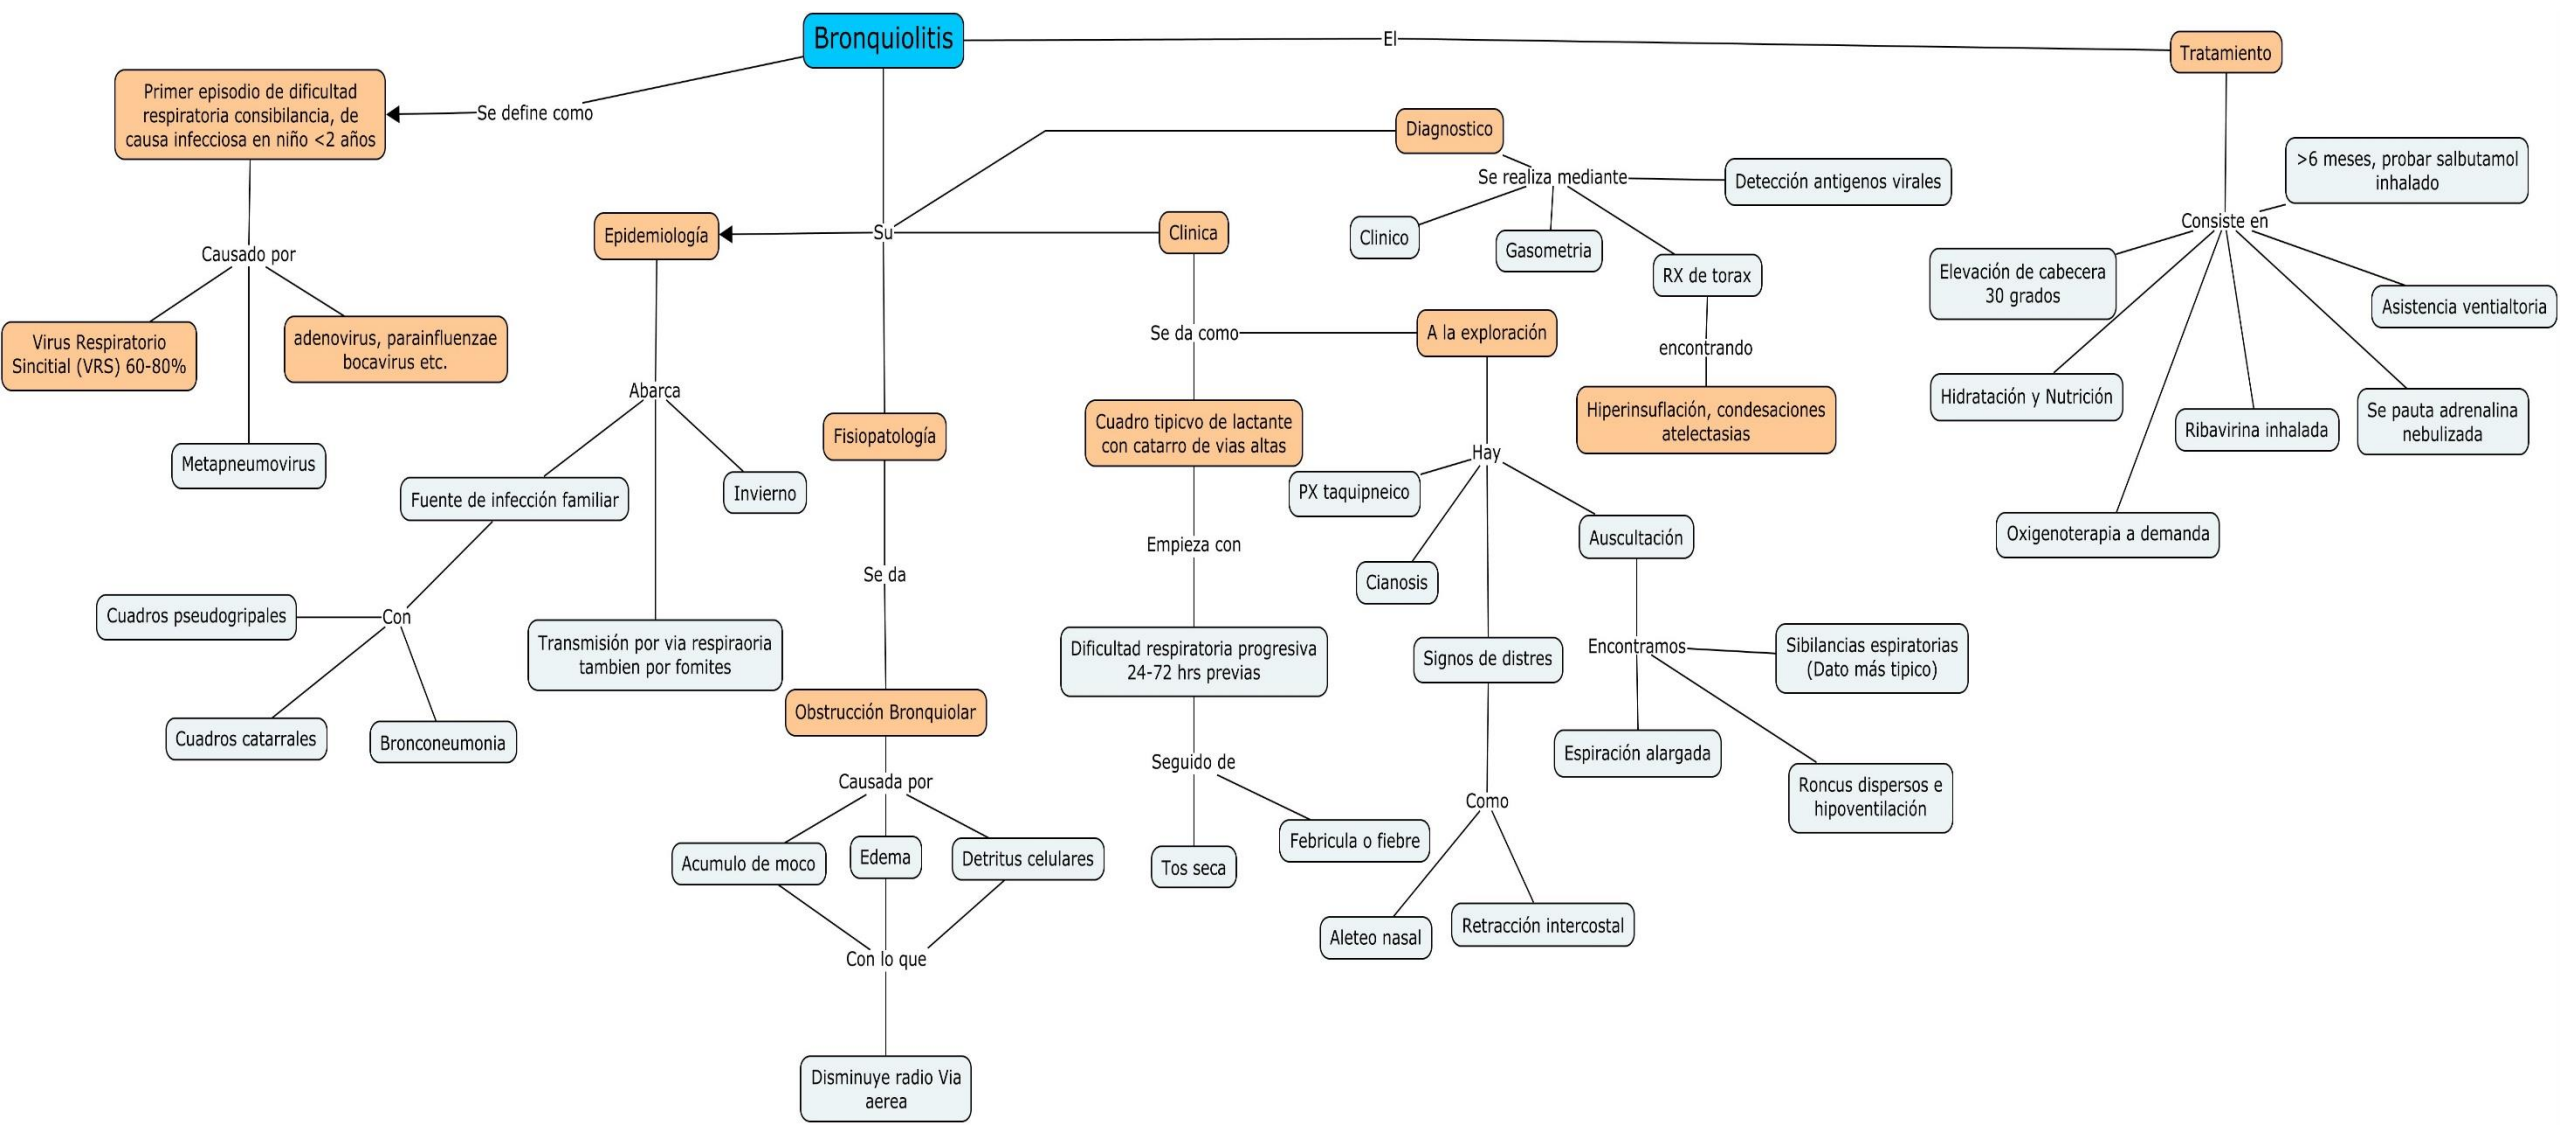 Bronquiolitis
El
Tratamiento
Primer episodio de dificultad
respiratoria consibilancia, de
causa infecciosa en niño <2 años
Se define como
Diagnostico
Se realiza mediante
Detección antigenos virales
>6 meses, probar salbutamol
inhalado
Epidemiología
Su
Clinica
Clinico
Gasometria
RX de torax
Consiste en
Causado por
Elevación de cabecera
30 grados
Asistencia ventialtoria
Virus Respiratorio
Sincitial (VRS) 60-80%
adenovirus, parainfluenzae
bocavirus etc.
Se da como
A la exploración
encontrando
Abarca
Hidratación y Nutrición
Hiperinsuflación, condesaciones
atelectasias
Ribavirina inhalada
Se pauta adrenalina
nebulizada
Fisiopatología
Cuadro tipicvo de lactante
con catarro de vias altas
Hay
Metapneumovirus
Fuente de infección familiar
Invierno
PX taquipneico
Auscultación
Oxigenoterapia a demanda
Empieza con
Se da
Cianosis
Cuadros pseudogripales
Con
Transmisión por via respiraoria
tambien por fomites
Dificultad respiratoria progresiva
24-72 hrs previas
Signos de distres
Encontramos
Sibilancias espiratorias
(Dato más tipico)
Obstrucción Bronquiolar
Cuadros catarrales
Bronconeumonia
Seguido de
Espiración alargada
Causada por
Como
Roncus dispersos e
hipoventilación
Acumulo de moco
Edema
Detritus celulares
Tos seca
Febricula o fiebre
Aleteo nasal
Retracción intercostal
Con lo que
Disminuye radio Via
aerea